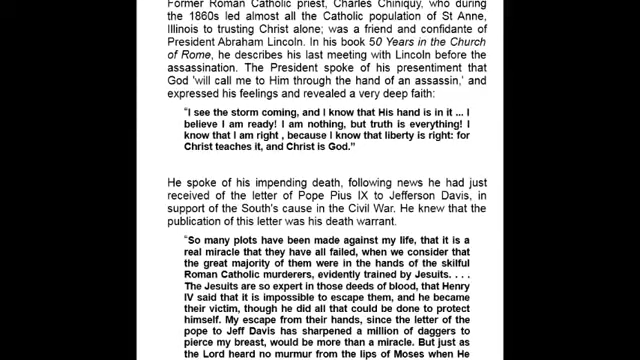 Former Roman Catholic priest, Charles Chiniquy, who during
the 1860s led almost all the Catholic population of St Anne,
Illinois to trusting Christ alone; was a friend and confidante of
President Abraham Lincoln. In his book 50 Years in the Church
of Rome, he describes his last meeting with Lincoln before the
assassination. The President spoke of his presentiment that
God 'will call me to Him through the hand of an assassin,' and
expressed his feelings and revealed a very deep faith:
“I see the storm coming, and I know that His hand is in it ... I
believe I am ready! I am nothing, but truth is everything! I
know that I am right , because I know that liberty is right: for
Christ teaches it, and Christ is God.”
He spoke of his impending death, following news he had just
received of the letter of Pope Pius IX to Jefferson Davis, in
support of the South's cause in the Civil War. He knew that the
publication of this letter was his death warrant.
“So many plots have been made against my life, that it is a
real miracle that they have all failed, when we consider that
the great majority of them were in the hands of the skilful
Roman Catholic murderers, evidently trained by Jesuits. . . .
The Jesuits are so expert in those deeds of blood, that Henry
IV said that it is impossible to escape them, and he became
their victim, though he did all that could be done to protect
himself. My escape from their hands, since the letter of the
pope to Jeff Davis has sharpened a million of daggers to
pierce my breast, would be more than a miracle. But just as
the Lord heard no murmur from the lips of Moses when He